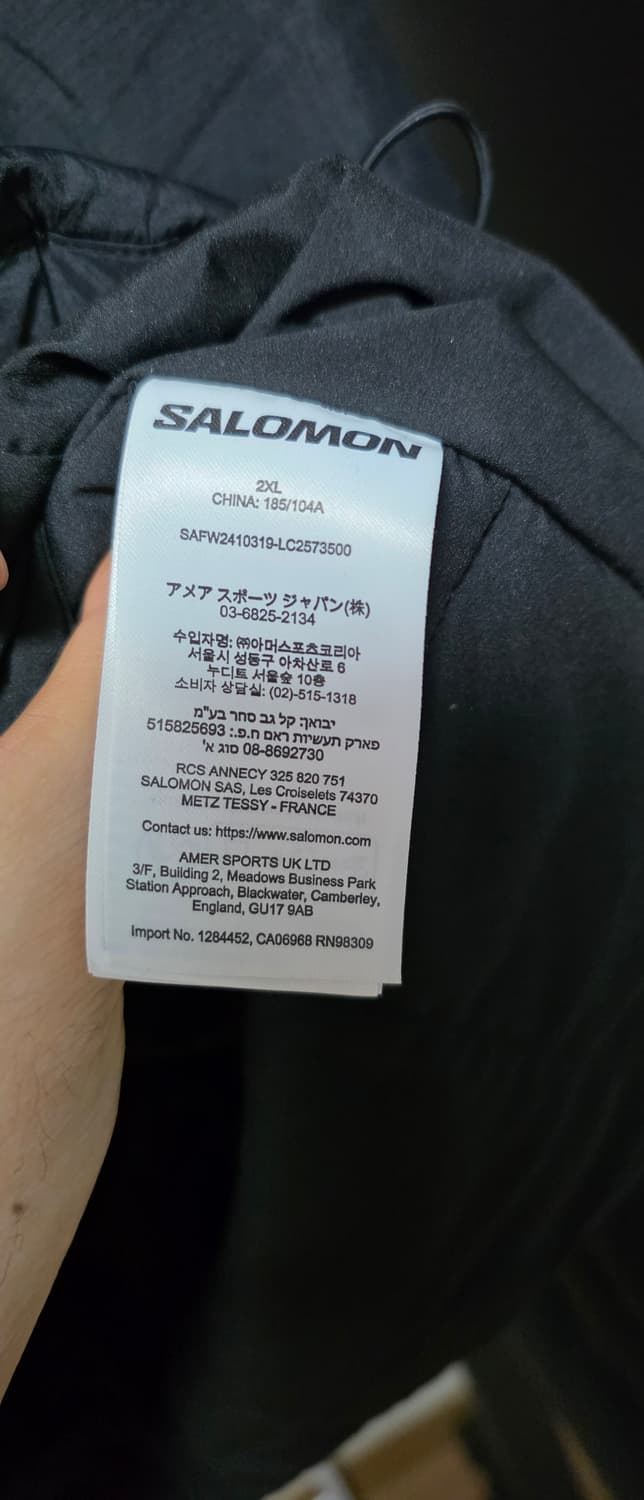 SALOMON
2XL
CHINA: 185/104A
SAFW2410319-LC2573500
アメア スポーツ ジャパン(株)
03-6825-2134
수입자명: ㈜아머스포츠코리아
서울시 성동구 아차산로 6
누디트 서울숲 10층
소비자 상담실: (02)-515-1318
יבואן: קל גב סחר בע"מ
פארק תעשיות ראם ח.פ.: 515825693
08-8692730 סוג א'
RCS ANNECY 325 820 751
SALOMON SAS, Les Croiselets 74370
METZ TESSY - FRANCE
Contact us: https://www.salomon.com
AMER SPORTS UK LTD
3/F, Building 2, Meadows Business Park
Station Approach, Blackwater, Camberley,
England, GU17 9AB
Import No. 1284452, CA06968 RN98309